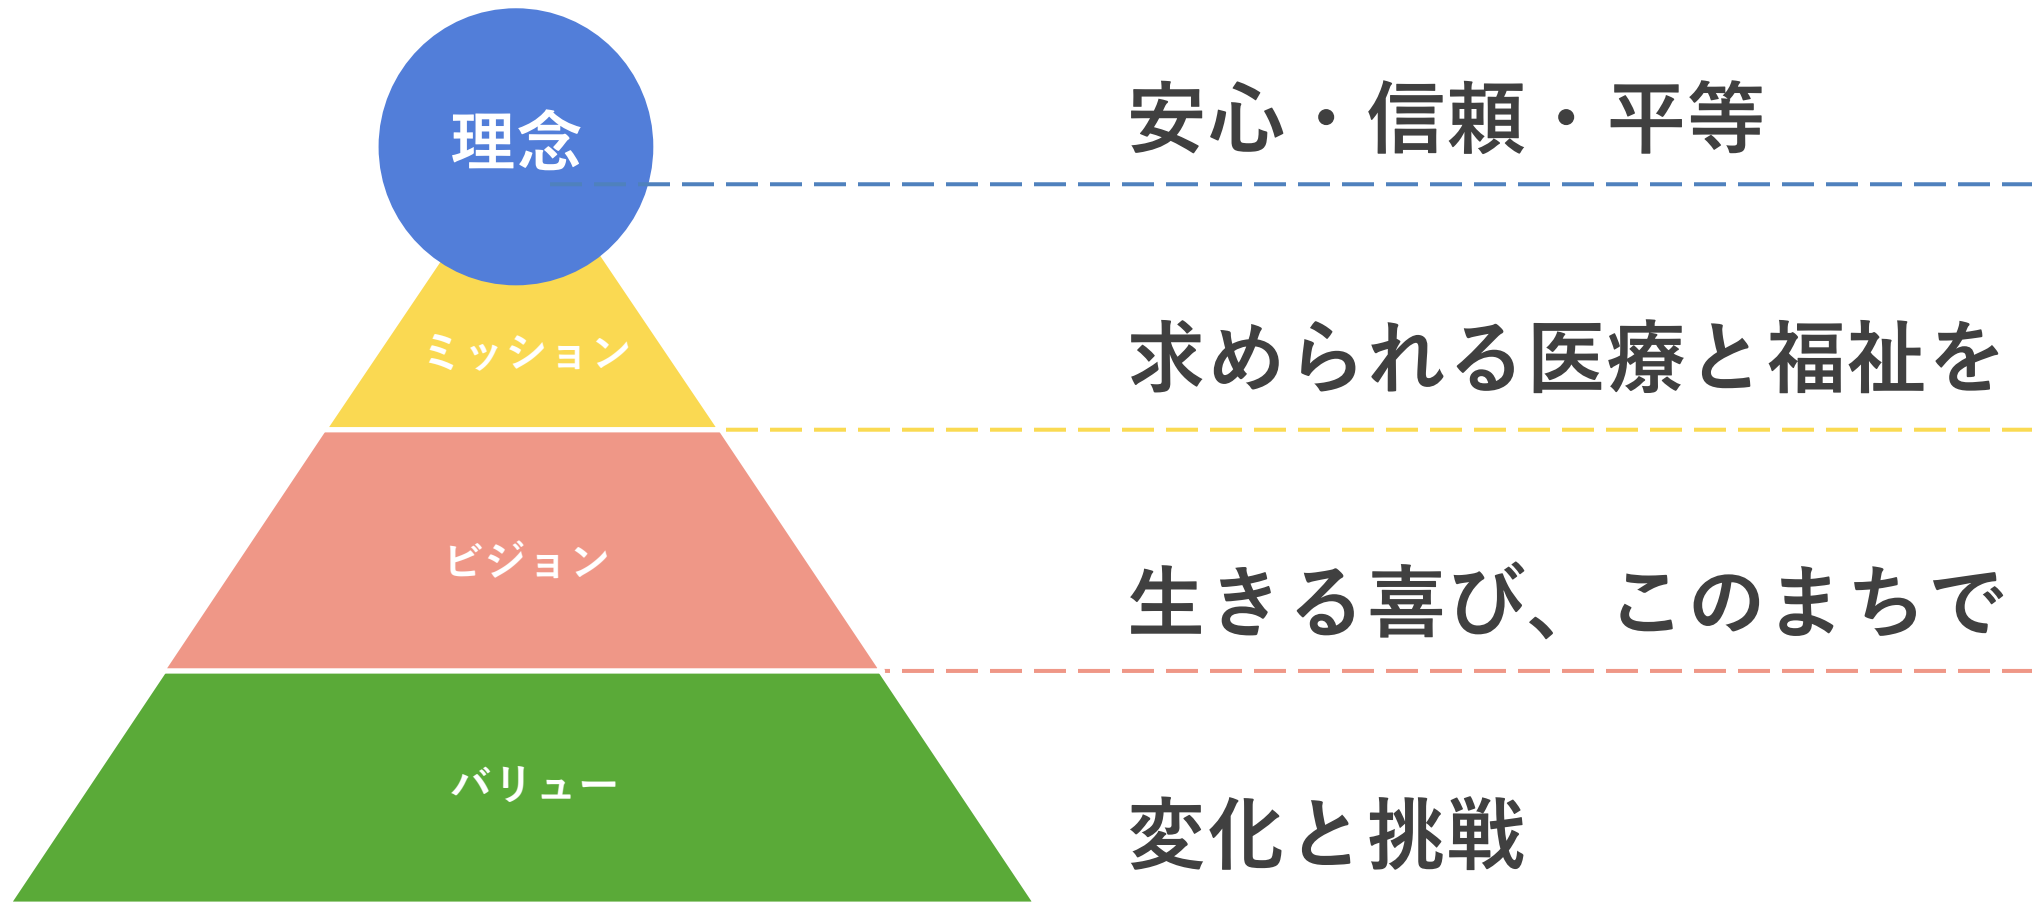 理念
安心・信頼・平等
ミッション
求められる医療と福祉を
ビジョン
生きる喜び、このまちで
バリュー
変化と挑戦